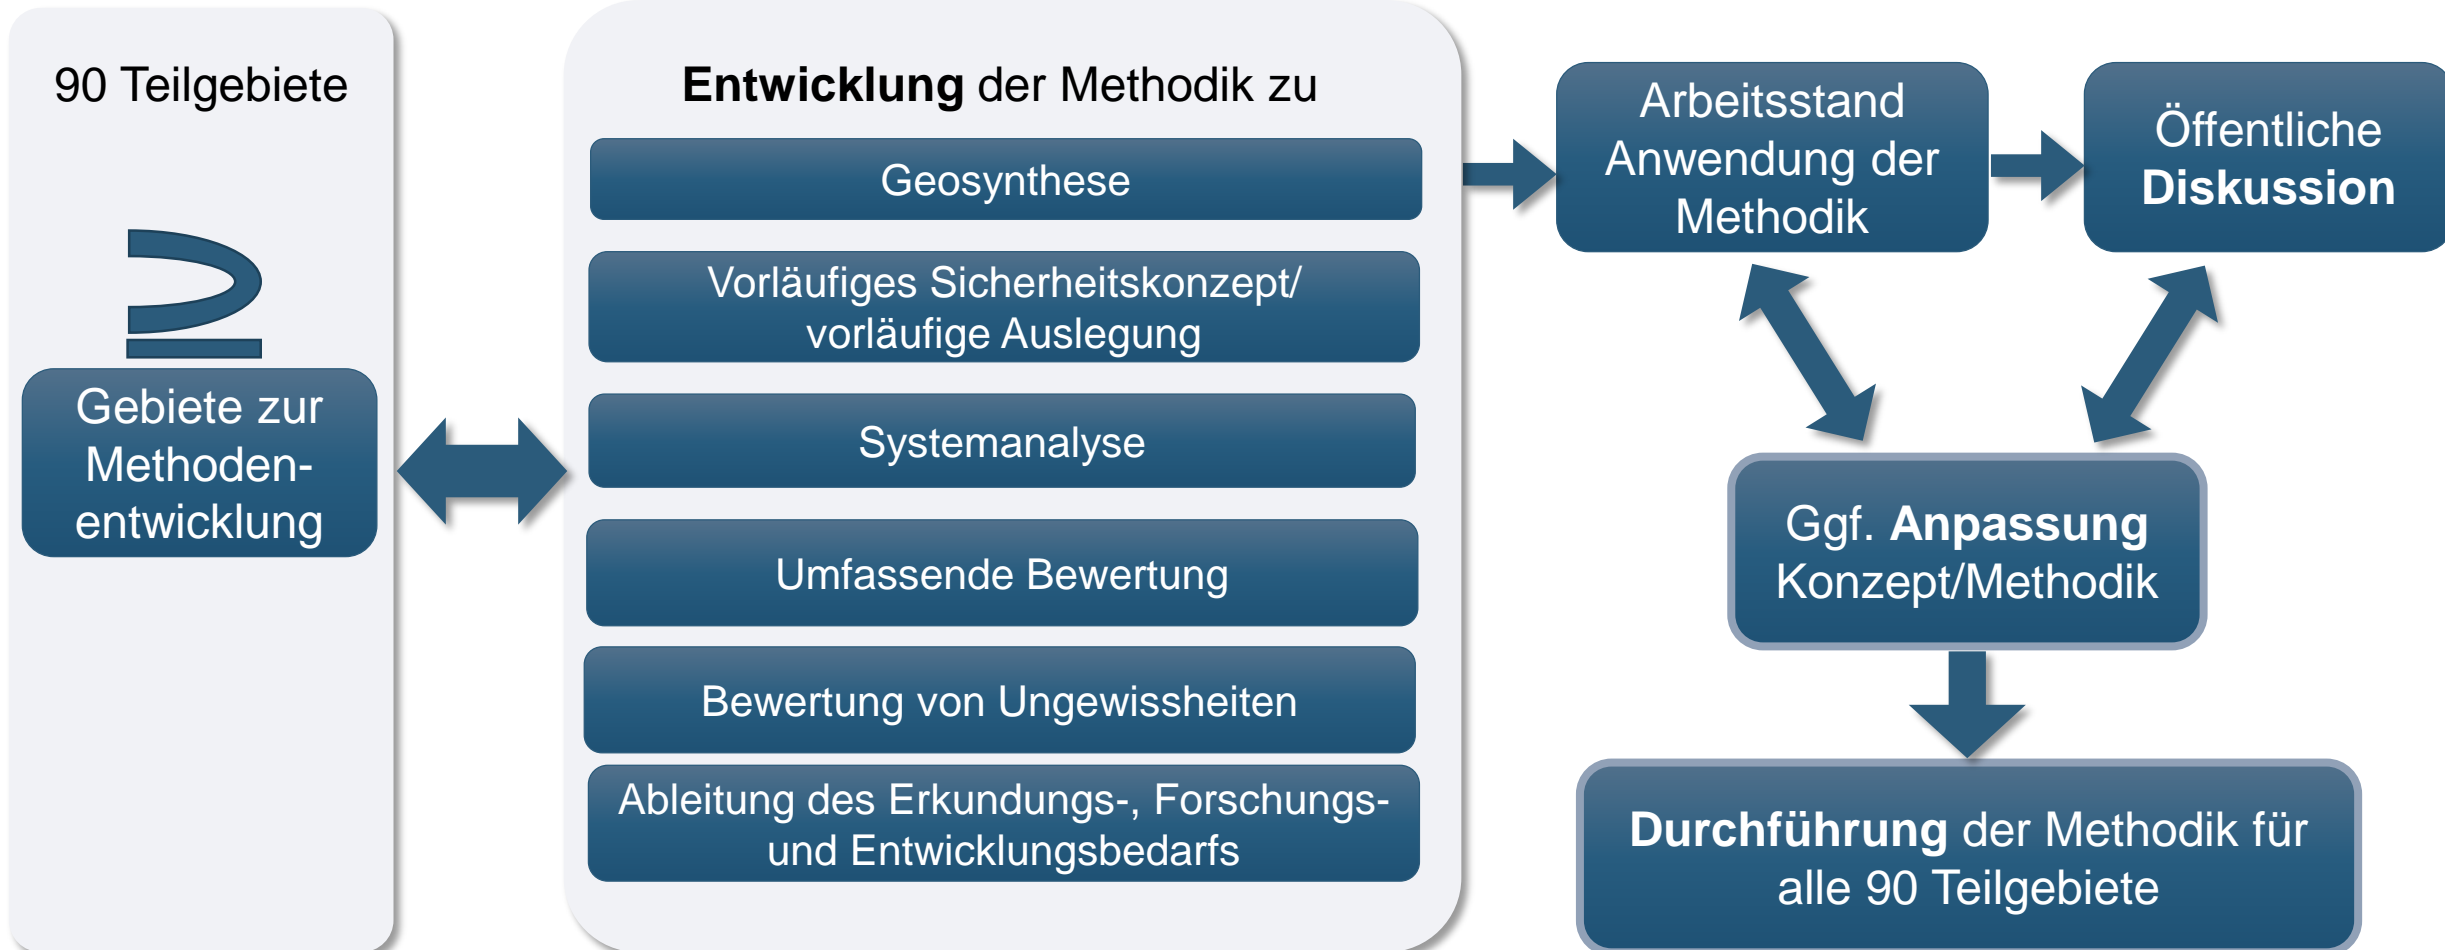 90 Teilgebiete
Gebiete zur
Methoden-
entwicklung
Entwicklung der Methodik zu
Geosynthese
Vorläufiges Sicherheitskonzept/
vorläufige Auslegung
Systemanalyse
Umfassende Bewertung
Bewertung von Ungewissheiten
Ableitung des Erkundungs-, Forschungs-
und Entwicklungsbedarfs
Arbeitsstand
Anwendung der
Methodik
Öffentliche
Diskussion
Ggf. Anpassung
Konzept/Methodik
Durchführung der Methodik für
alle 90 Teilgebiete